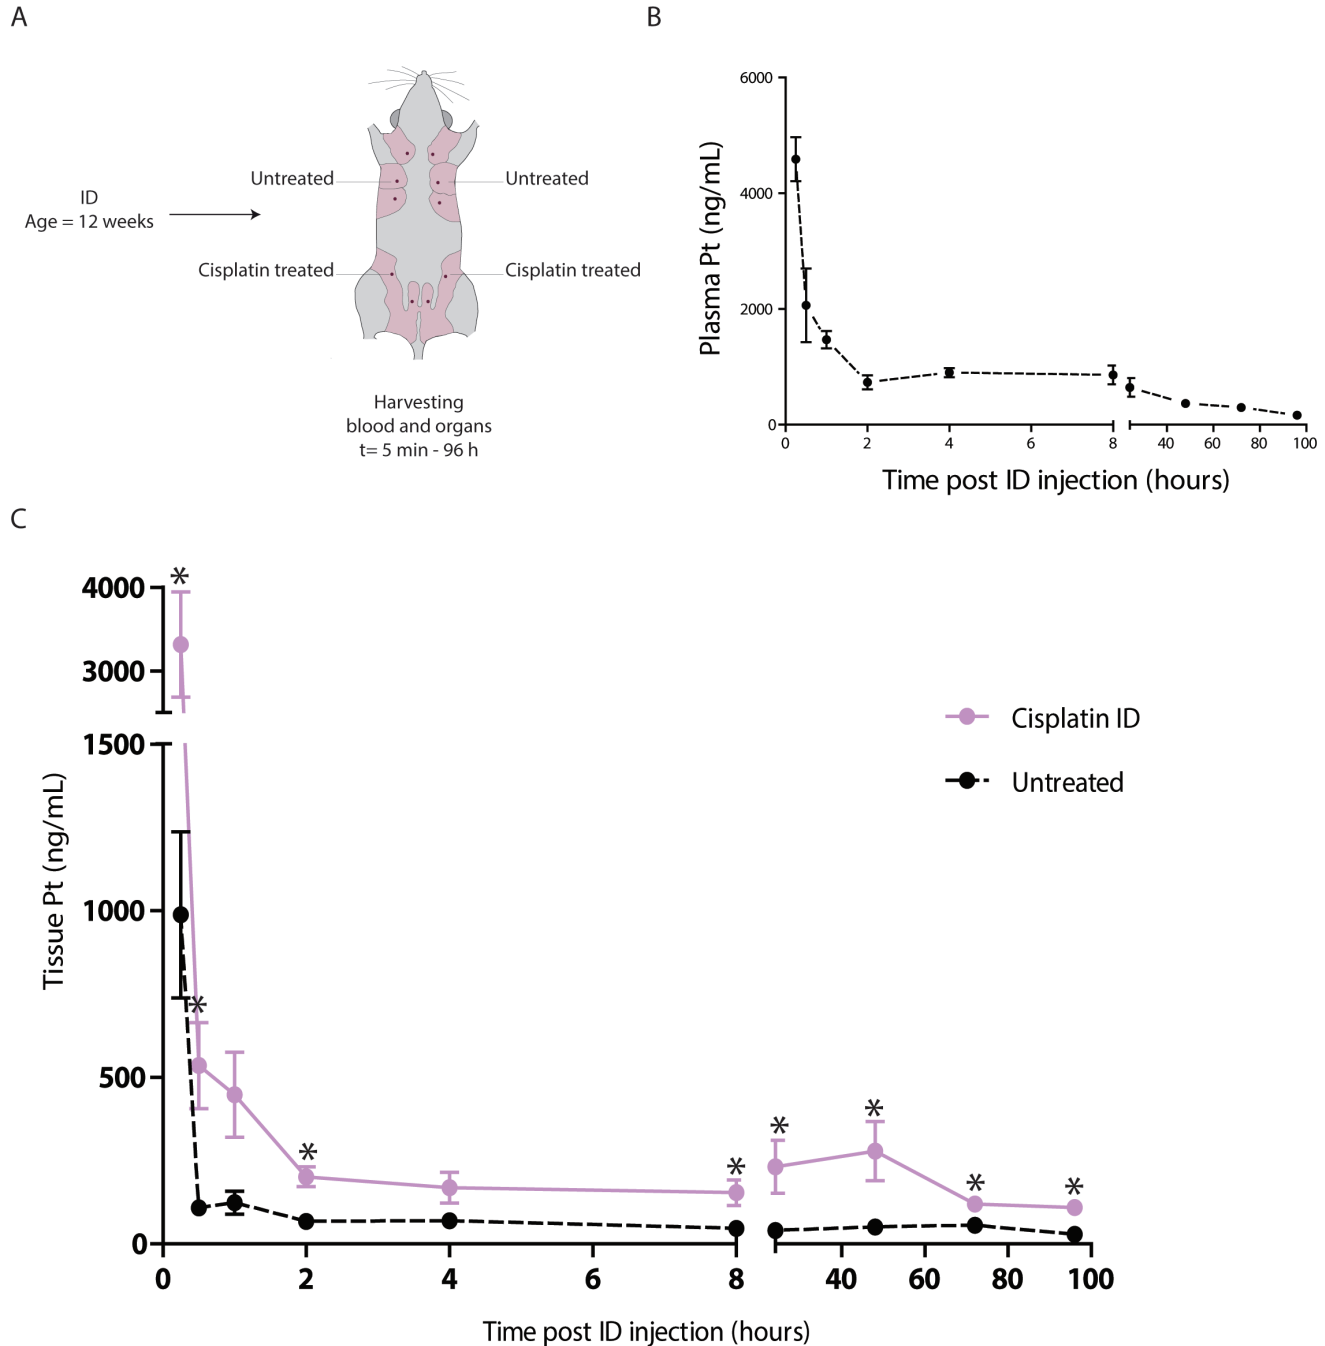 A
Untreated
Untreated
ID
Age = 12 weeks
Cisplatin treated
Cisplatin treated
Harvesting
blood and organs
t= 5 min - 96 h
B
6000
4000
2000
0
Plasma Pt (ng/mL)
0 2 4 6 8 40 60 80 100
Time post ID injection (hours)
C
*
4000
3000
1500
1000
500
0
Tissue Pt (ng/mL)
*
*
*
*
*
*
*
Cisplatin ID
Untreated
0 2 4 6 8 40 60 80 100
Time post ID injection (hours)